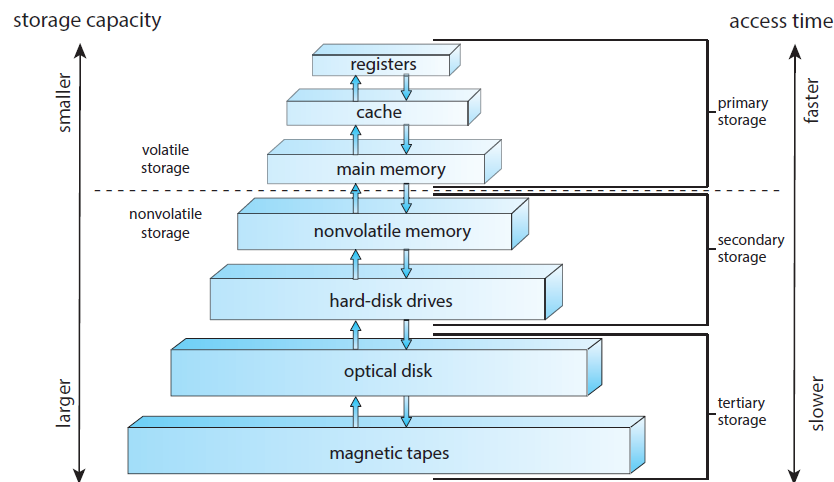 storage capacity
access time
smaller
registers
cache
main memory
primary
storage
faster
volatile
storage
nonvolatile
storage
nonvolatile memory
hard-disk drives
secondary
storage
larger
optical disk
magnetic tapes
tertiary
storage
slower